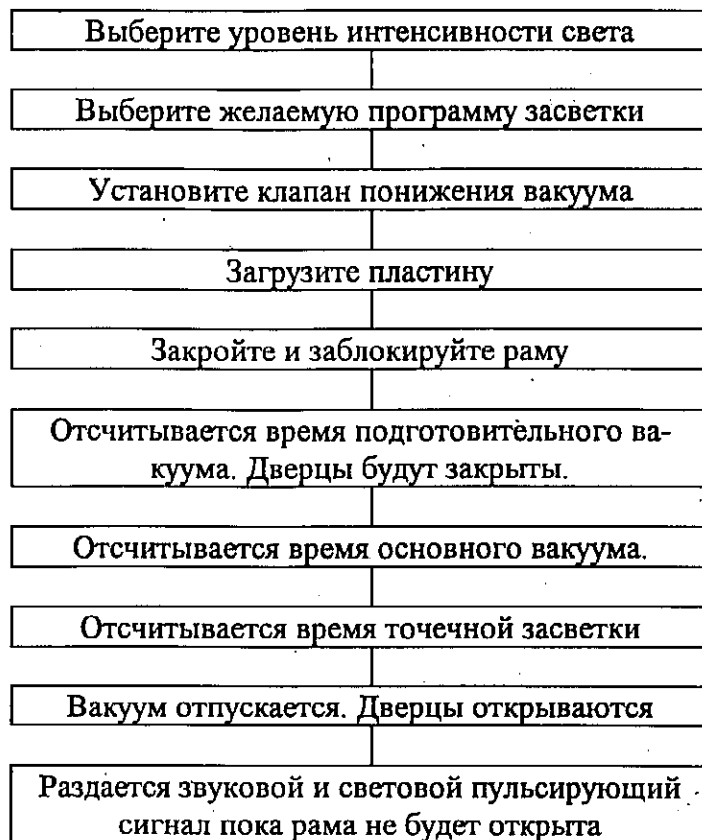 Выберите уровень интенсивности света
Выберите желаемую программу засветки
Установите клапан понижения вакуума
Загрузите пластину
Закройте и заблокируйте раму
Отсчитывается время подготовительного ва-
куума. Дверцы будут закрыты.
Отсчитывается время основного вакуума.
Отсчитывается время точечной засветки
Вакуум отпускается. Дверцы открываются
Раздается звуковой и световой пульсирующий
сигнал пока рама не будет открыта